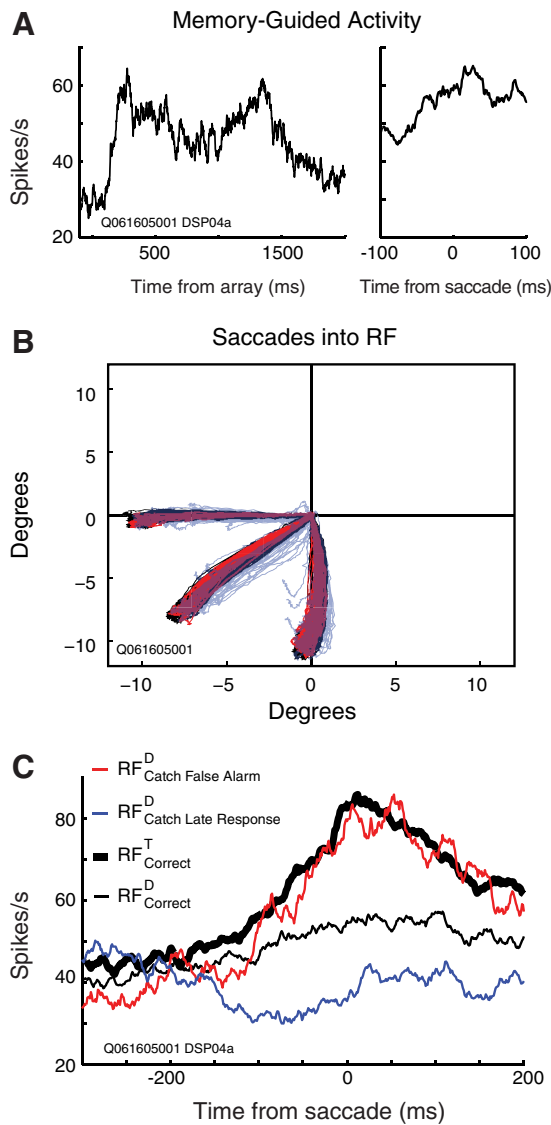 A
Memory-Guided Activity
Spikes/s
60
40
20
Q061605001 DSP04a
500
1500
Time from array (ms)
-100
0
100
Time from saccade (ms)
B
Saccades into RF
Degrees
10
5
0
−5
−10
Q061605001
−10
−5
0
5
10
Degrees
C
RF^D_Catch False Alarm
RF^D_Catch Late Response
RF^T_Correct
RF^D_Correct
Spikes/s
80
60
40
20
Q061605001 DSP04a
-200
0
200
Time from saccade (ms)